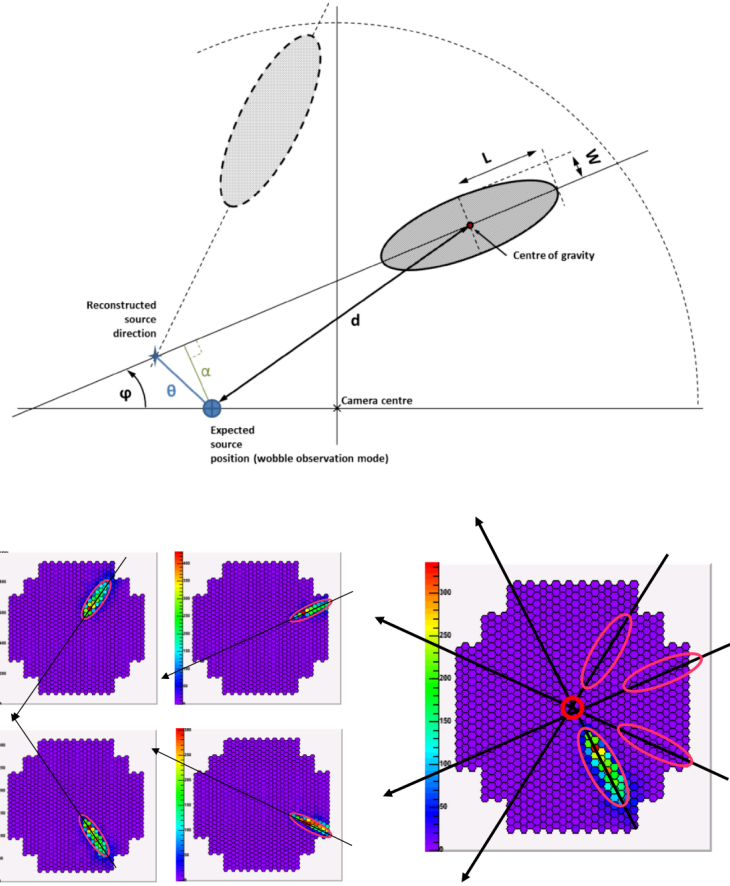 L
W
Centre of gravity
Reconstructed
source
direction
d
α
φ
θ
Camera centre
Expected
source
position (wobble observation mode)
300
250
200
150
100
50
0